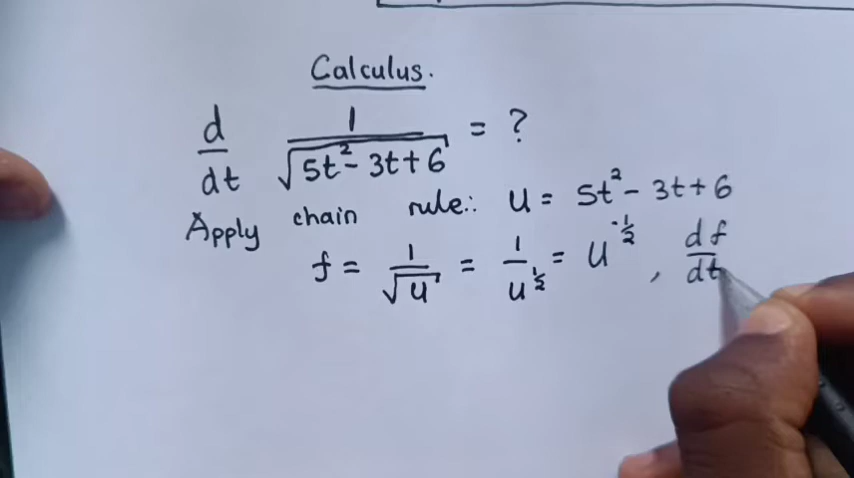 Calculus.
d/dt 1/√(5t² - 3t + 6) = ?
Apply chain rule:. u = 5t² - 3t + 6
f = 1/√u = 1/u^½ = u^-½ , df/dt